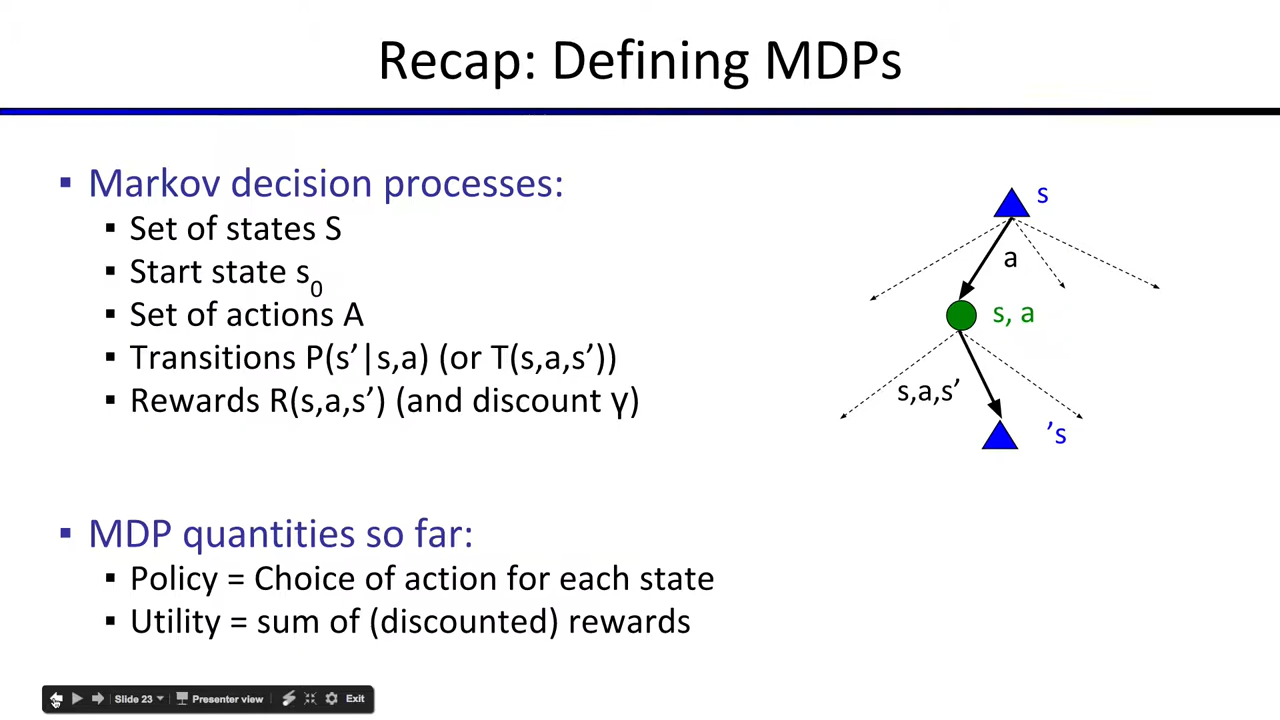 Recap: Defining MDPs
▪ Markov decision processes:
▪ Set of states S
▪ Start state s₀
▪ Set of actions A
▪ Transitions P(s’|s,a) (or T(s,a,s’))
▪ Rewards R(s,a,s’) (and discount γ)
▪ MDP quantities so far:
▪ Policy = Choice of action for each state
▪ Utility = sum of (discounted) rewards
s
a
s, a
s,a,s’
’s
Slide 23
Presenter view
Exit